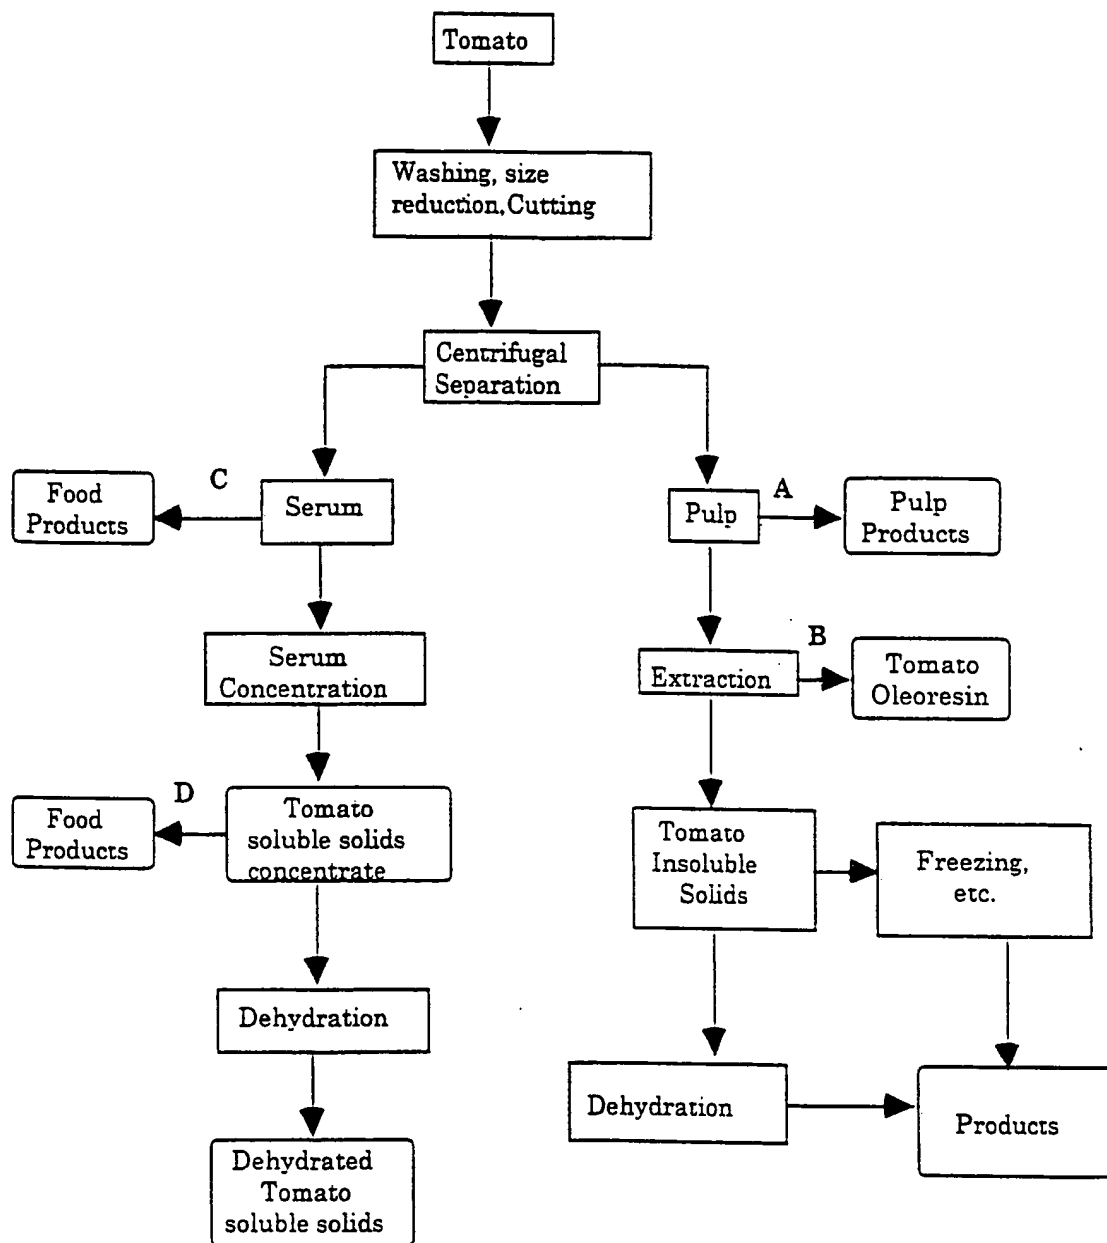 Tomato
Washing, size
reduction, Cutting
Centrifugal
Separation
C
Food
Products
Serum
A
Pulp
Pulp
Products
Serum
Concentration
B
Extraction
Tomato
Oleoresin
D
Food
Products
Tomato
soluble solids
concentrate
Tomato
Insoluble
Solids
Freezing,
etc.
Dehydration
Dehydration
Products
Dehydrated
Tomato
soluble solids